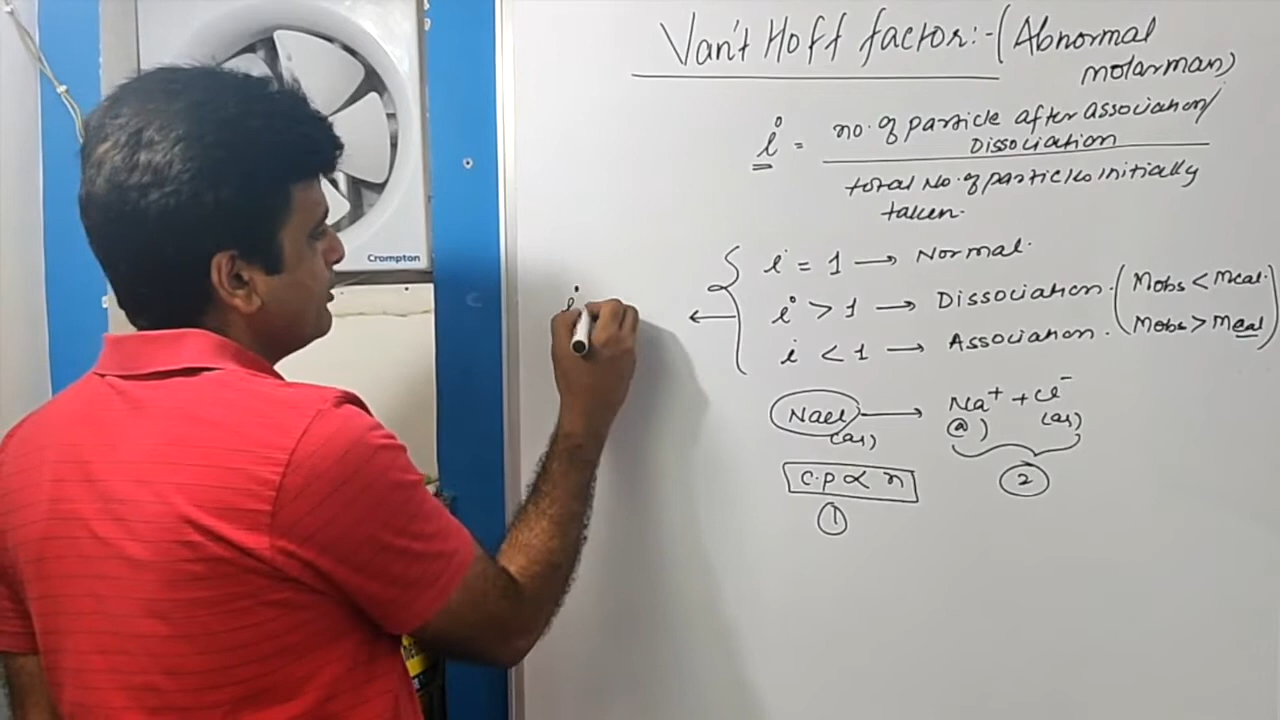 Van't Hoff factor:-(Abnormal
molarmass)
i = no. of particle after association/
Dissociation
total No. of particles initially
taken.
i = 1 → Normal.
i > 1 → Dissociation. (Mobs < Mcal.
i < 1 → Association. Mobs > Mcal)
NaCl(aq) → Na+ (aq) + Cl- (aq)
2
C.P ∝ n
1
i
Crompton